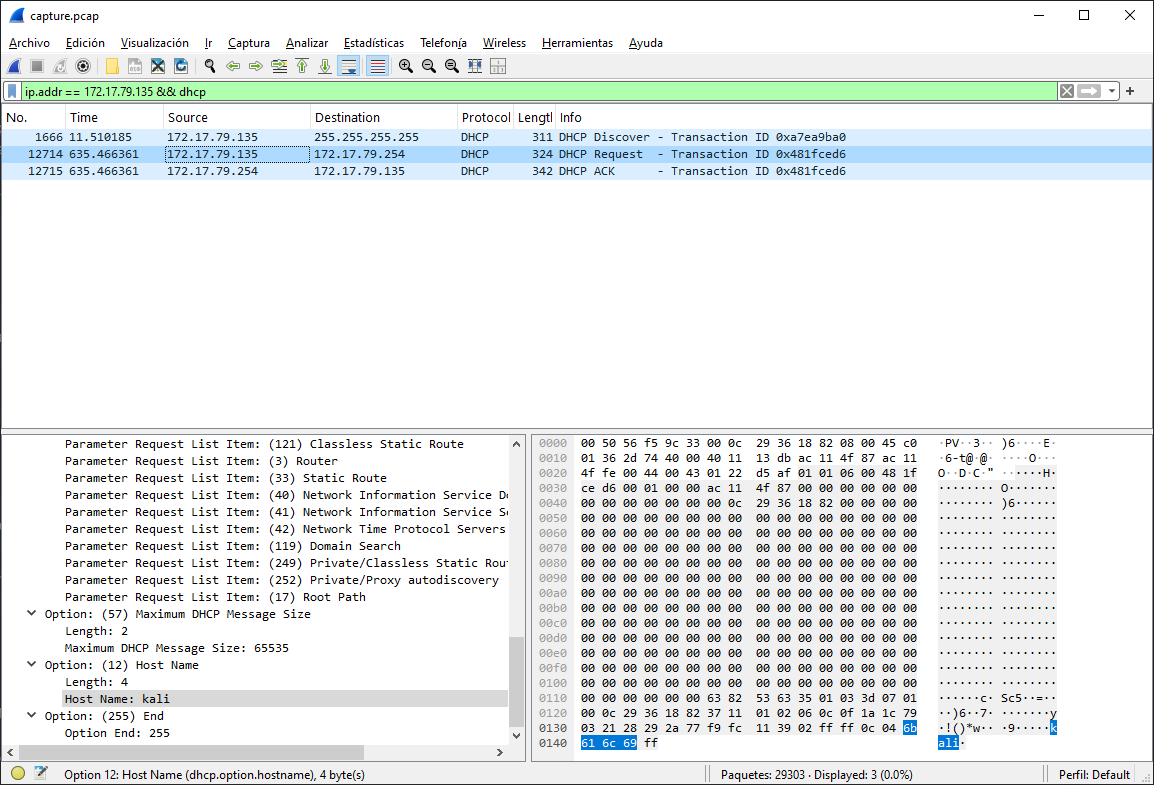 capture.pcap
Archivo Edición Visualización Ir Captura Analizar Estadísticas Telefonía Wireless Herramientas Ayuda
ip.addr == 172.17.79.135 && dhcp
No. Time Source Destination Protocol Lengtl Info
1666 11.510185 172.17.79.135 255.255.255.255 DHCP 311 DHCP Discover - Transaction ID 0xa7ea9ba0
12714 635.466361 172.17.79.135 172.17.79.254 DHCP 324 DHCP Request - Transaction ID 0x481fced6
12715 635.466361 172.17.79.254 172.17.79.135 DHCP 342 DHCP ACK - Transaction ID 0x481fced6
Parameter Request List Item: (121) Classless Static Route
Parameter Request List Item: (3) Router
Parameter Request List Item: (33) Static Route
Parameter Request List Item: (40) Network Information Service Do
Parameter Request List Item: (41) Network Information Service Se
Parameter Request List Item: (42) Network Time Protocol Servers
Parameter Request List Item: (119) Domain Search
Parameter Request List Item: (249) Private/Classless Static Rout
Parameter Request List Item: (252) Private/Proxy autodiscovery
Parameter Request List Item: (17) Root Path
Option: (57) Maximum DHCP Message Size
Length: 2
Maximum DHCP Message Size: 65535
Option: (12) Host Name
Length: 4
Host Name: kali
Option: (255) End
Option End: 255
0000 00 50 56 f5 9c 33 00 0c 29 36 18 82 08 00 45 c0 ·PV··3·· )6····E·
0010 01 36 2d 74 40 00 40 11 13 db ac 11 4f 87 ac 11 ·6-t@·@· ····O···
0020 4f fe 00 44 00 43 01 22 d5 af 01 01 06 00 48 1f O··D·C·" ······H·
0030 ce d6 00 01 00 00 ac 11 4f 87 00 00 00 00 00 00 ········ O·······
0040 00 00 00 00 00 00 00 0c 29 36 18 82 00 00 00 00 ········ )6······
0050 00 00 00 00 00 00 00 00 00 00 00 00 00 00 00 00 ········ ········
0060 00 00 00 00 00 00 00 00 00 00 00 00 00 00 00 00 ········ ········
0070 00 00 00 00 00 00 00 00 00 00 00 00 00 00 00 00 ········ ········
0080 00 00 00 00 00 00 00 00 00 00 00 00 00 00 00 00 ········ ········
0090 00 00 00 00 00 00 00 00 00 00 00 00 00 00 00 00 ········ ········
00a0 00 00 00 00 00 00 00 00 00 00 00 00 00 00 00 00 ········ ········
00b0 00 00 00 00 00 00 00 00 00 00 00 00 00 00 00 00 ········ ········
00c0 00 00 00 00 00 00 00 00 00 00 00 00 00 00 00 00 ········ ········
00d0 00 00 00 00 00 00 00 00 00 00 00 00 00 00 00 00 ········ ········
00e0 00 00 00 00 00 00 00 00 00 00 00 00 00 00 00 00 ········ ········
00f0 00 00 00 00 00 00 00 00 00 00 00 00 00 00 00 00 ········ ········
0100 00 00 00 00 00 00 00 00 00 00 00 00 00 00 00 00 ········ ········
0110 00 00 00 00 00 00 63 82 53 63 35 01 03 3d 07 01 ······c· Sc5··=··
0120 00 0c 29 36 18 82 37 11 01 02 06 0c 0f 1a 1c 79 ··)6··7· ·······y
0130 03 21 28 29 2a 77 f9 fc 11 39 02 ff ff 0c 04 6b ·!()*w·· ·9·····k
0140 61 6c 69 ff ali·
Option 12: Host Name (dhcp.option.hostname), 4 byte(s) Paquetes: 29303 · Displayed: 3 (0.0%) Perfil: Default